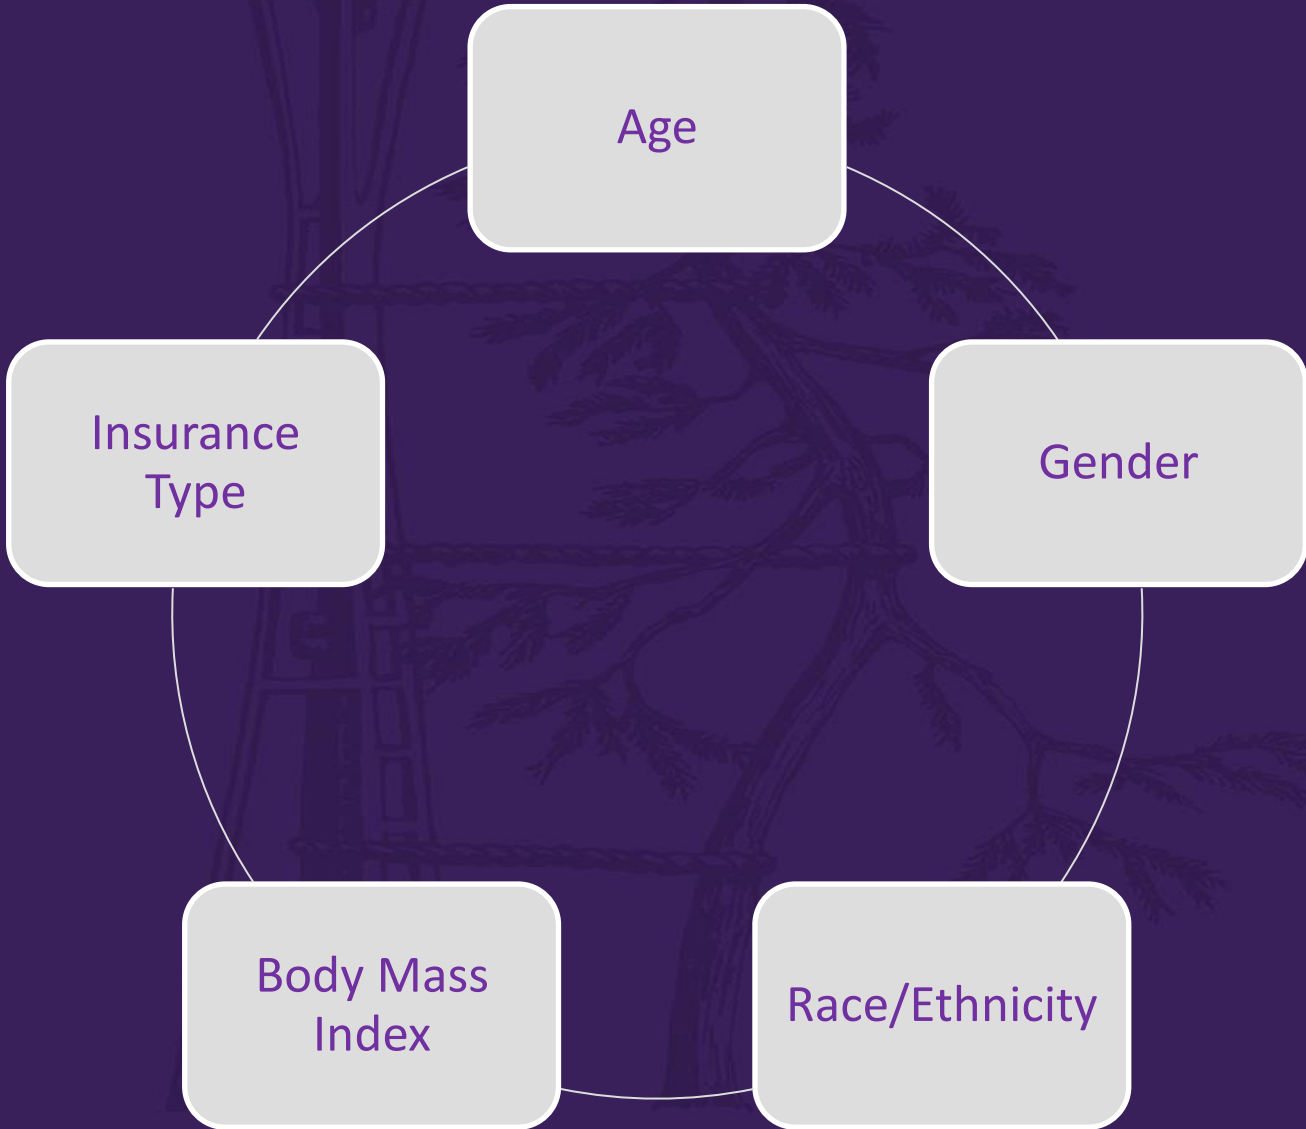 Age
Gender
Race/Ethnicity
Body Mass
Index
Insurance
Type